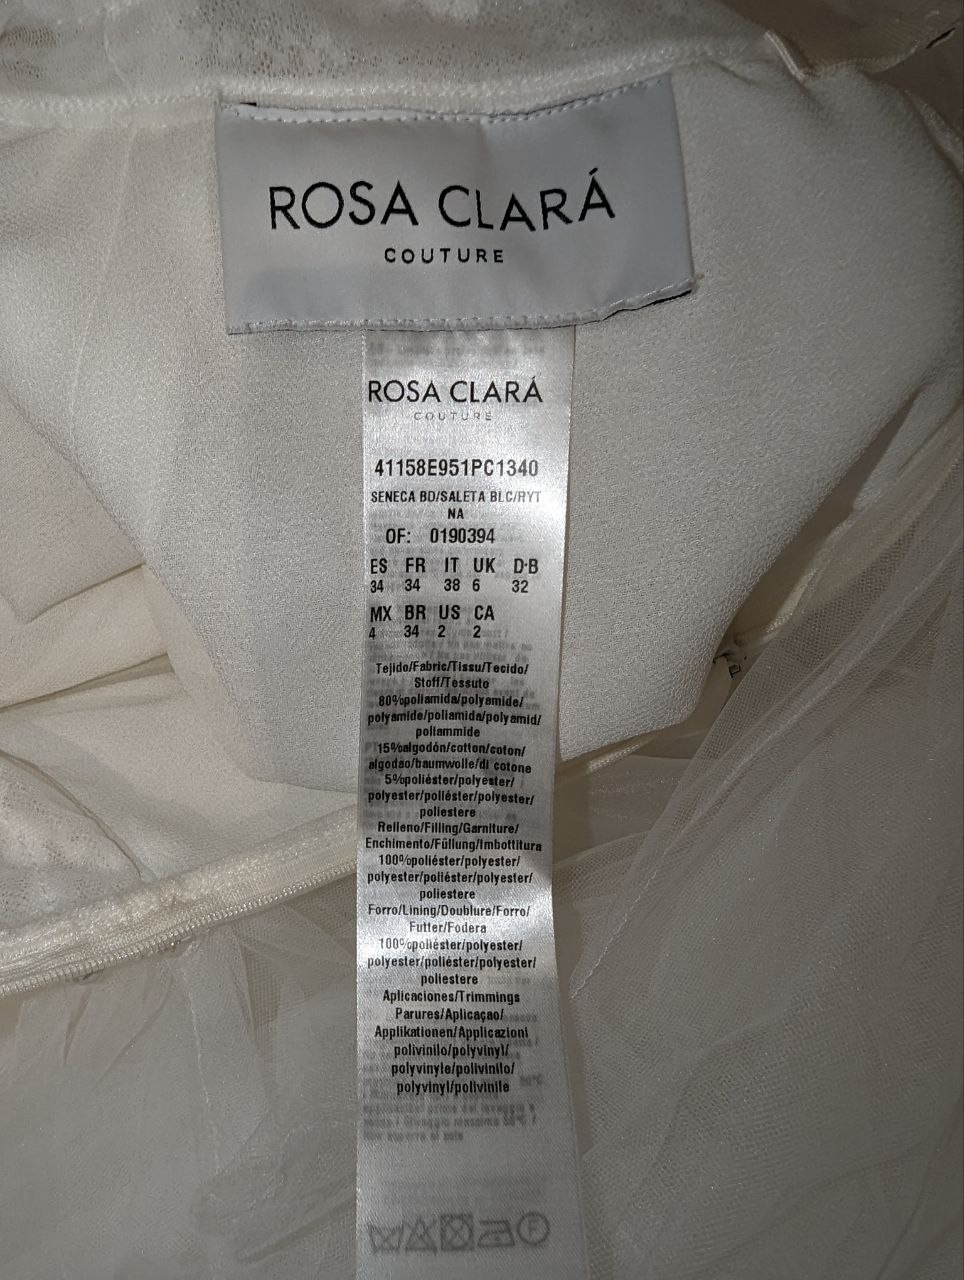 ROSA CLARÁ
COUTURE
ROSA CLARÁ
COUTURE
41158E951PC1340
SENECA BD/SALETA BLC/RYT
NA
OF: 0190394
ES FR IT UK D·B
34 34 38 6 32
MX BR US CA
4 34 2 2
Tejido/Fabric/Tissu/Tecido/
Stoff/Tessuto
80%poliamida/polyamide/
polyamide/poliamida/polyamid/
poliammide
15%algodón/cotton/coton/
algodao/baumwolle/di cotone
5%poliéster/polyester/
polyester/poliéster/polyester/
poliestere
Relleno/Filling/Garniture/
Enchimento/Füllung/Imbottitura
100%poliéster/polyester/
polyester/poliéster/polyester/
poliestere
Forro/Lining/Doublure/Forro/
Futter/Fodera
100%poliéster/polyester/
polyester/poliéster/polyester/
poliestere
Aplicaciones/Trimmings
Parures/Aplicaçao/
Applikationen/Applicazioni
polivinilo/polyvinyl/
polyvinyle/polivinilo/
polyvinyl/polivinile